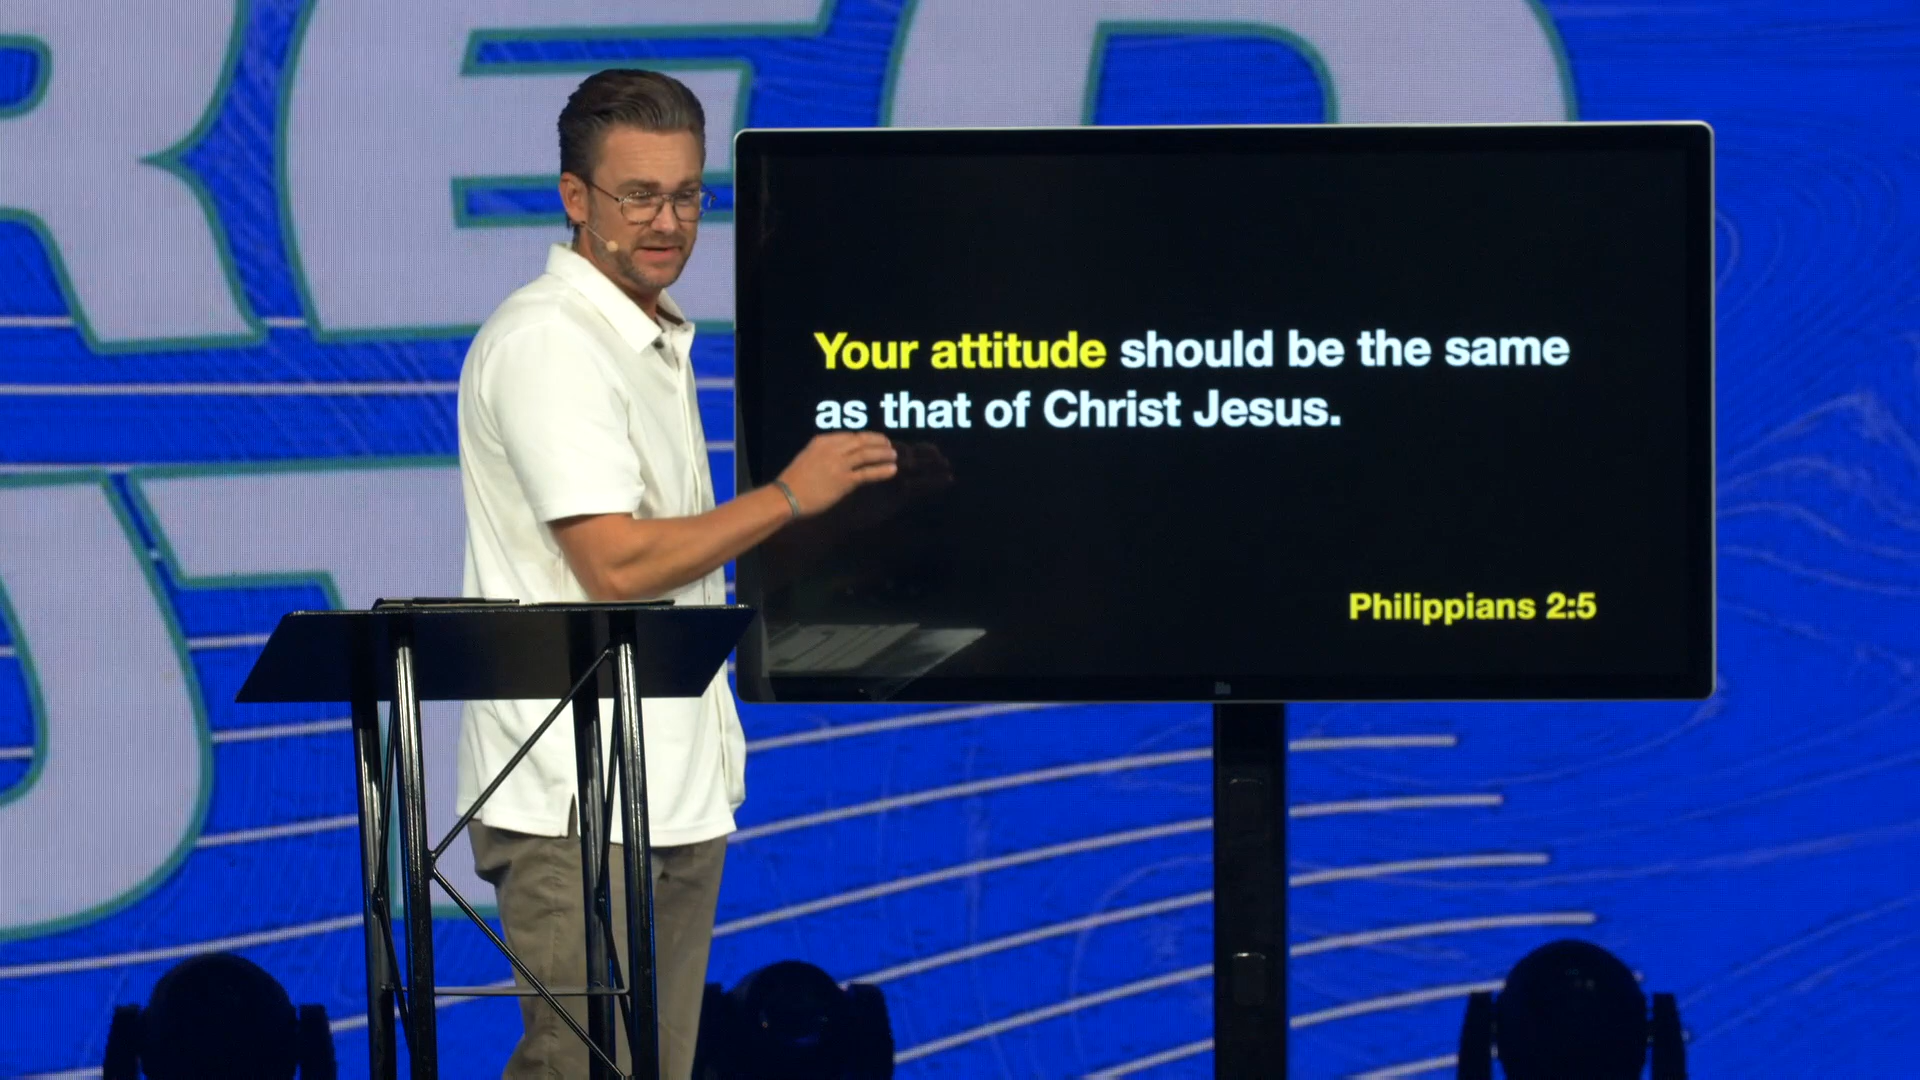 Your attitude should be the same
as that of Christ Jesus.
Philippians 2:5